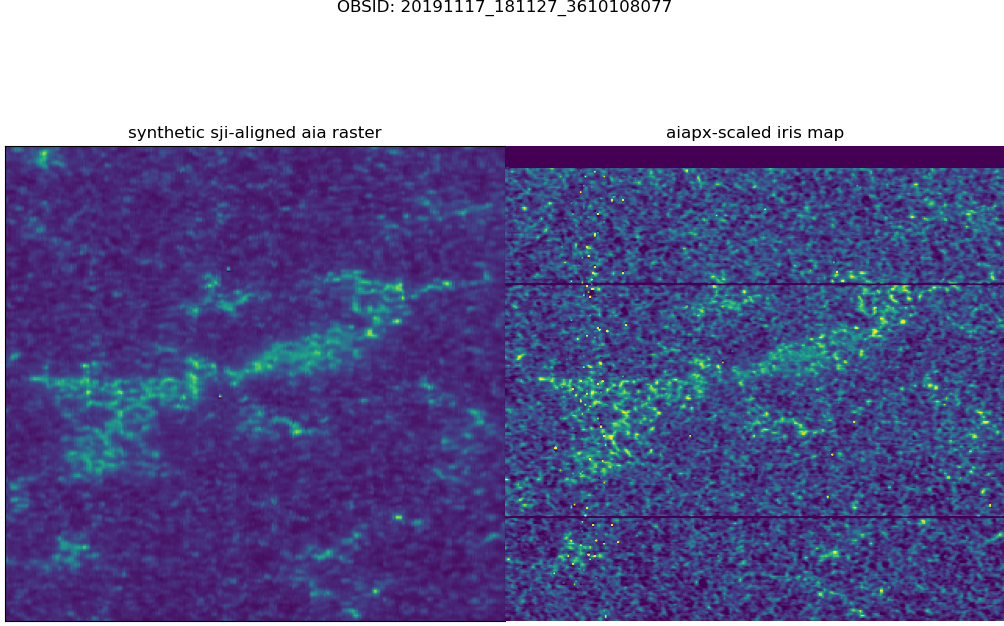 OBSID: 20191117_181127_3610108077
synthetic sji-aligned aia raster
aiapx-scaled iris map